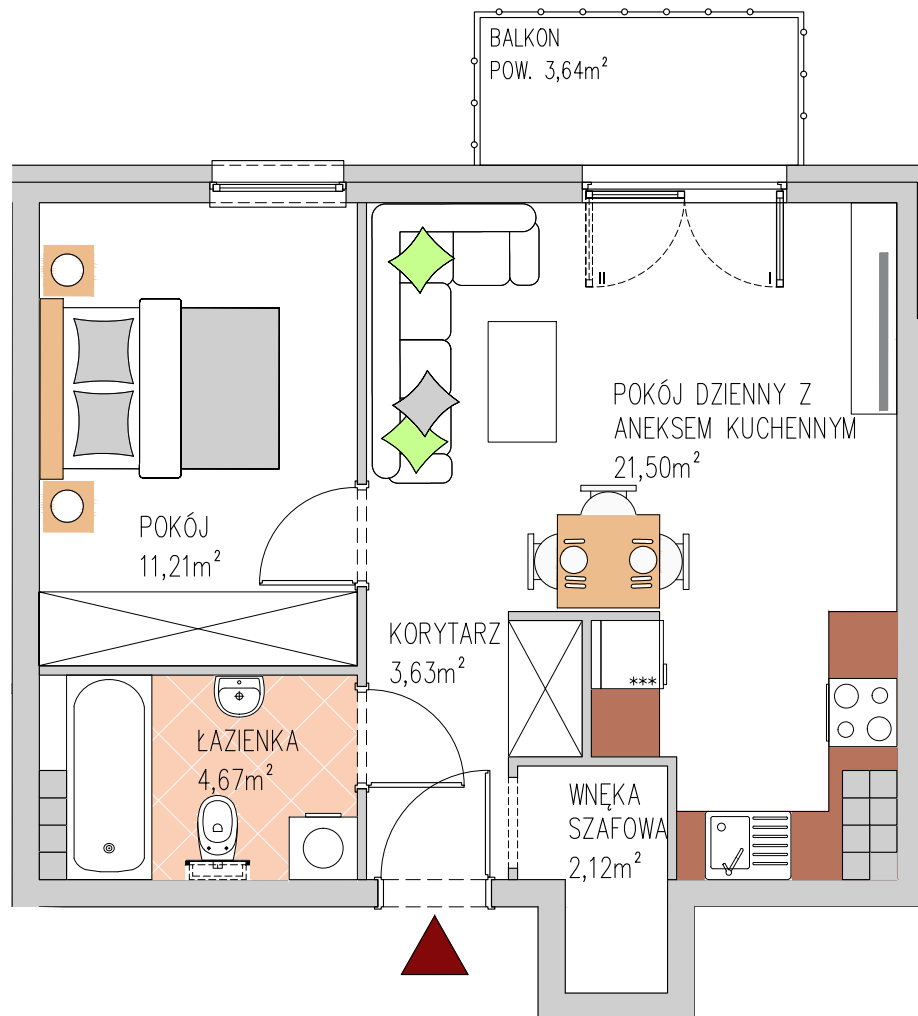 BALKON
POW. 3,64m²
POKÓJ DZIENNY Z
ANEKSEM KUCHENNYM
21,50m²
POKÓJ
11,21m²
KORYTARZ
3,63m²
***
ŁAZIENKA
4,67m²
WNĘKA
SZAFOWA
2,12m²